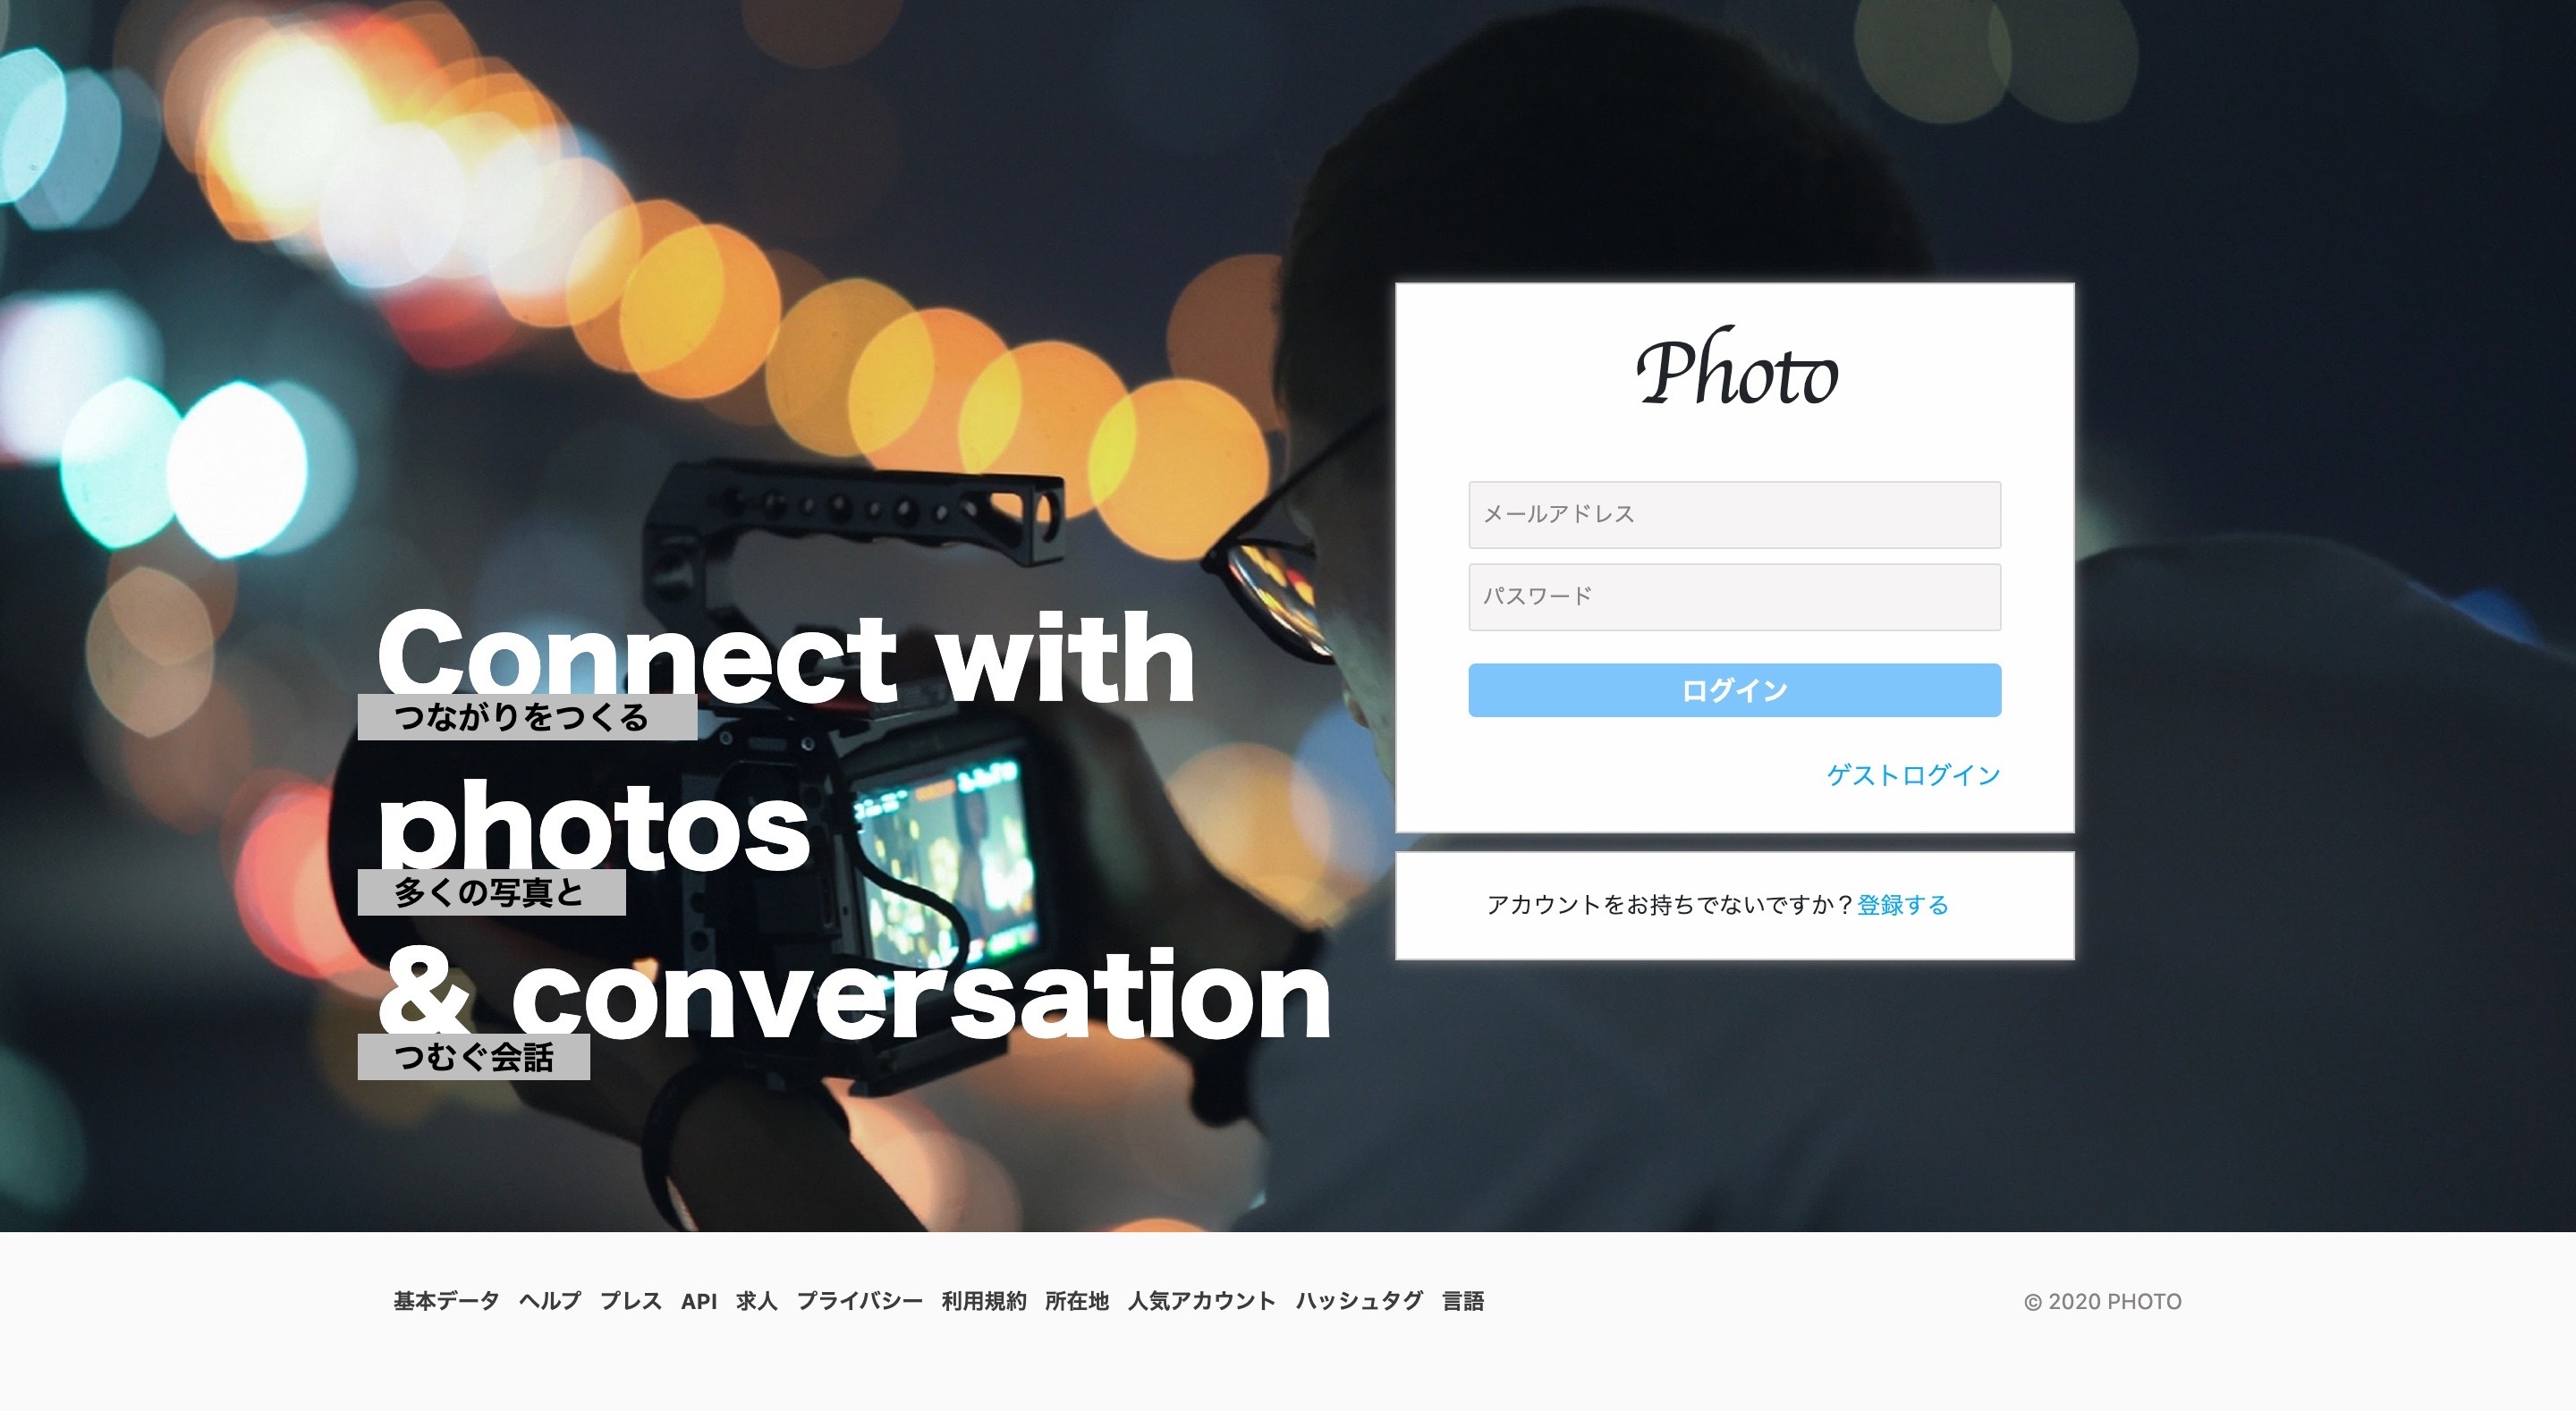 Connect with
つながりをつくる
photos
多くの写真と
& conversation
つむぐ会話
Photo
メールアドレス
パスワード
ログイン
ゲストログイン
アカウントをお持ちでないですか？登録する
基本データ ヘルプ プレス API 求人 プライバシー 利用規約 所在地 人気アカウント ハッシュタグ 言語
© 2020 PHOTO